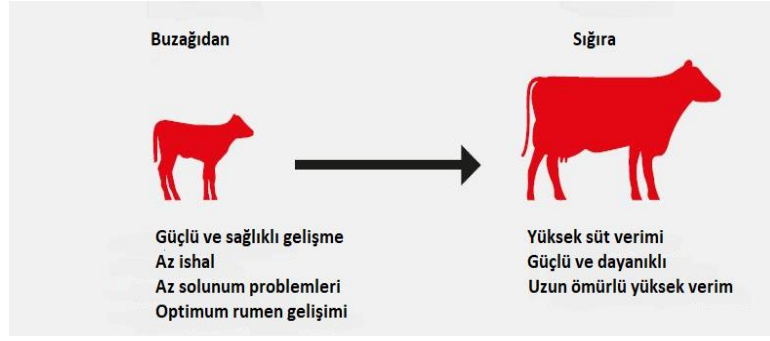 Buzağıdan
Sığıra
Güçlü ve sağlıklı gelişme
Az ishal
Az solunum problemleri
Optimum rumen gelişimi
Yüksek süt verimi
Güçlü ve dayanıklı
Uzun ömürlü yüksek verim